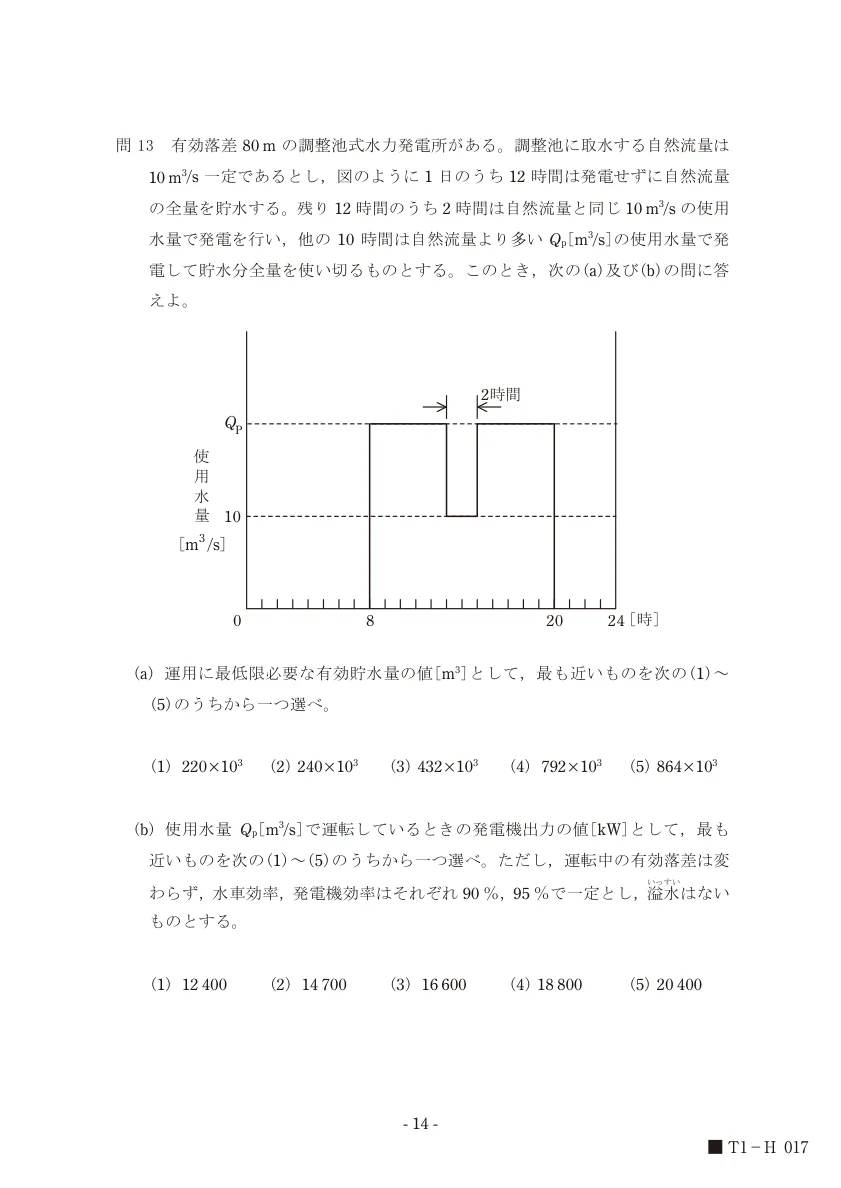 問 13 有効落差 80 m の調整池式水力発電所がある。調整池に取水する自然流量は
10 m³/s 一定であるとし，図のように 1 日のうち 12 時間は発電せずに自然流量
の全量を貯水する。残り 12 時間のうち 2 時間は自然流量と同じ 10 m³/s の使用
水量で発電を行い，他の 10 時間は自然流量より多い Qp[m³/s]の使用水量で発
電して貯水分全量を使い切るものとする。このとき，次の(a)及び(b)の問に答
えよ。
2時間
QP
使用水量
10
[m³/s]
0 8 20 24 [時]
(a) 運用に最低限必要な有効貯水量の値[m³]として，最も近いものを次の(1)～
(5)のうちから一つ選べ。
(1) 220×10³ (2) 240×10³ (3) 432×10³ (4) 792×10³ (5) 864×10³
(b) 使用水量 Qp[m³/s]で運転しているときの発電機出力の値[kW]として，最も
近いものを次の(1)～(5)のうちから一つ選べ。ただし，運転中の有効落差は変
いっすい
わらず，水車効率，発電機効率はそれぞれ 90 %，95 %で一定とし，溢水はない
ものとする。
(1) 12 400 (2) 14 700 (3) 16 600 (4) 18 800 (5) 20 400
- 14 -
■ T1－H 017